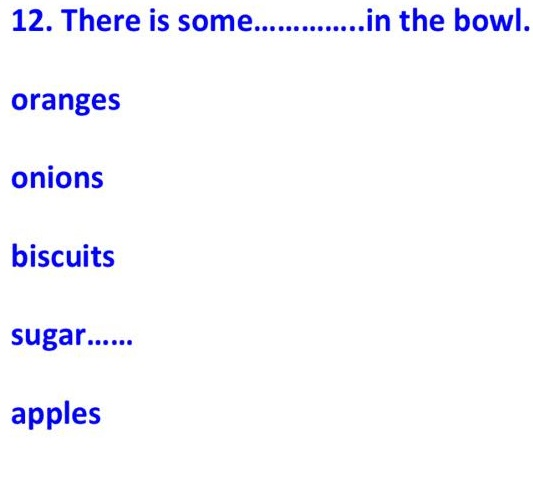 12. There is some..............in the bowl.
oranges
onions
biscuits
sugar......
apples